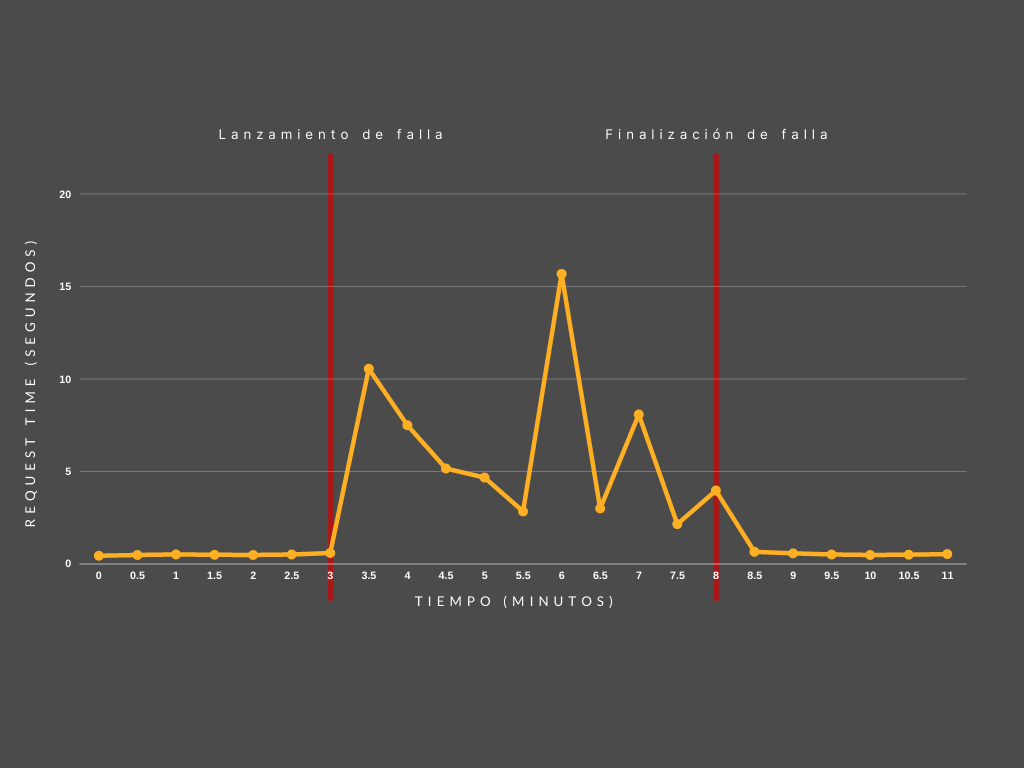 Lanzamiento de falla
Finalización de falla
20
15
10
5
0
REQUEST TIME (SEGUNDOS)
0 0.5 1 1.5 2 2.5 3 3.5 4 4.5 5 5.5 6 6.5 7 7.5 8 8.5 9 9.5 10 10.5 11
TIEMPO (MINUTOS)